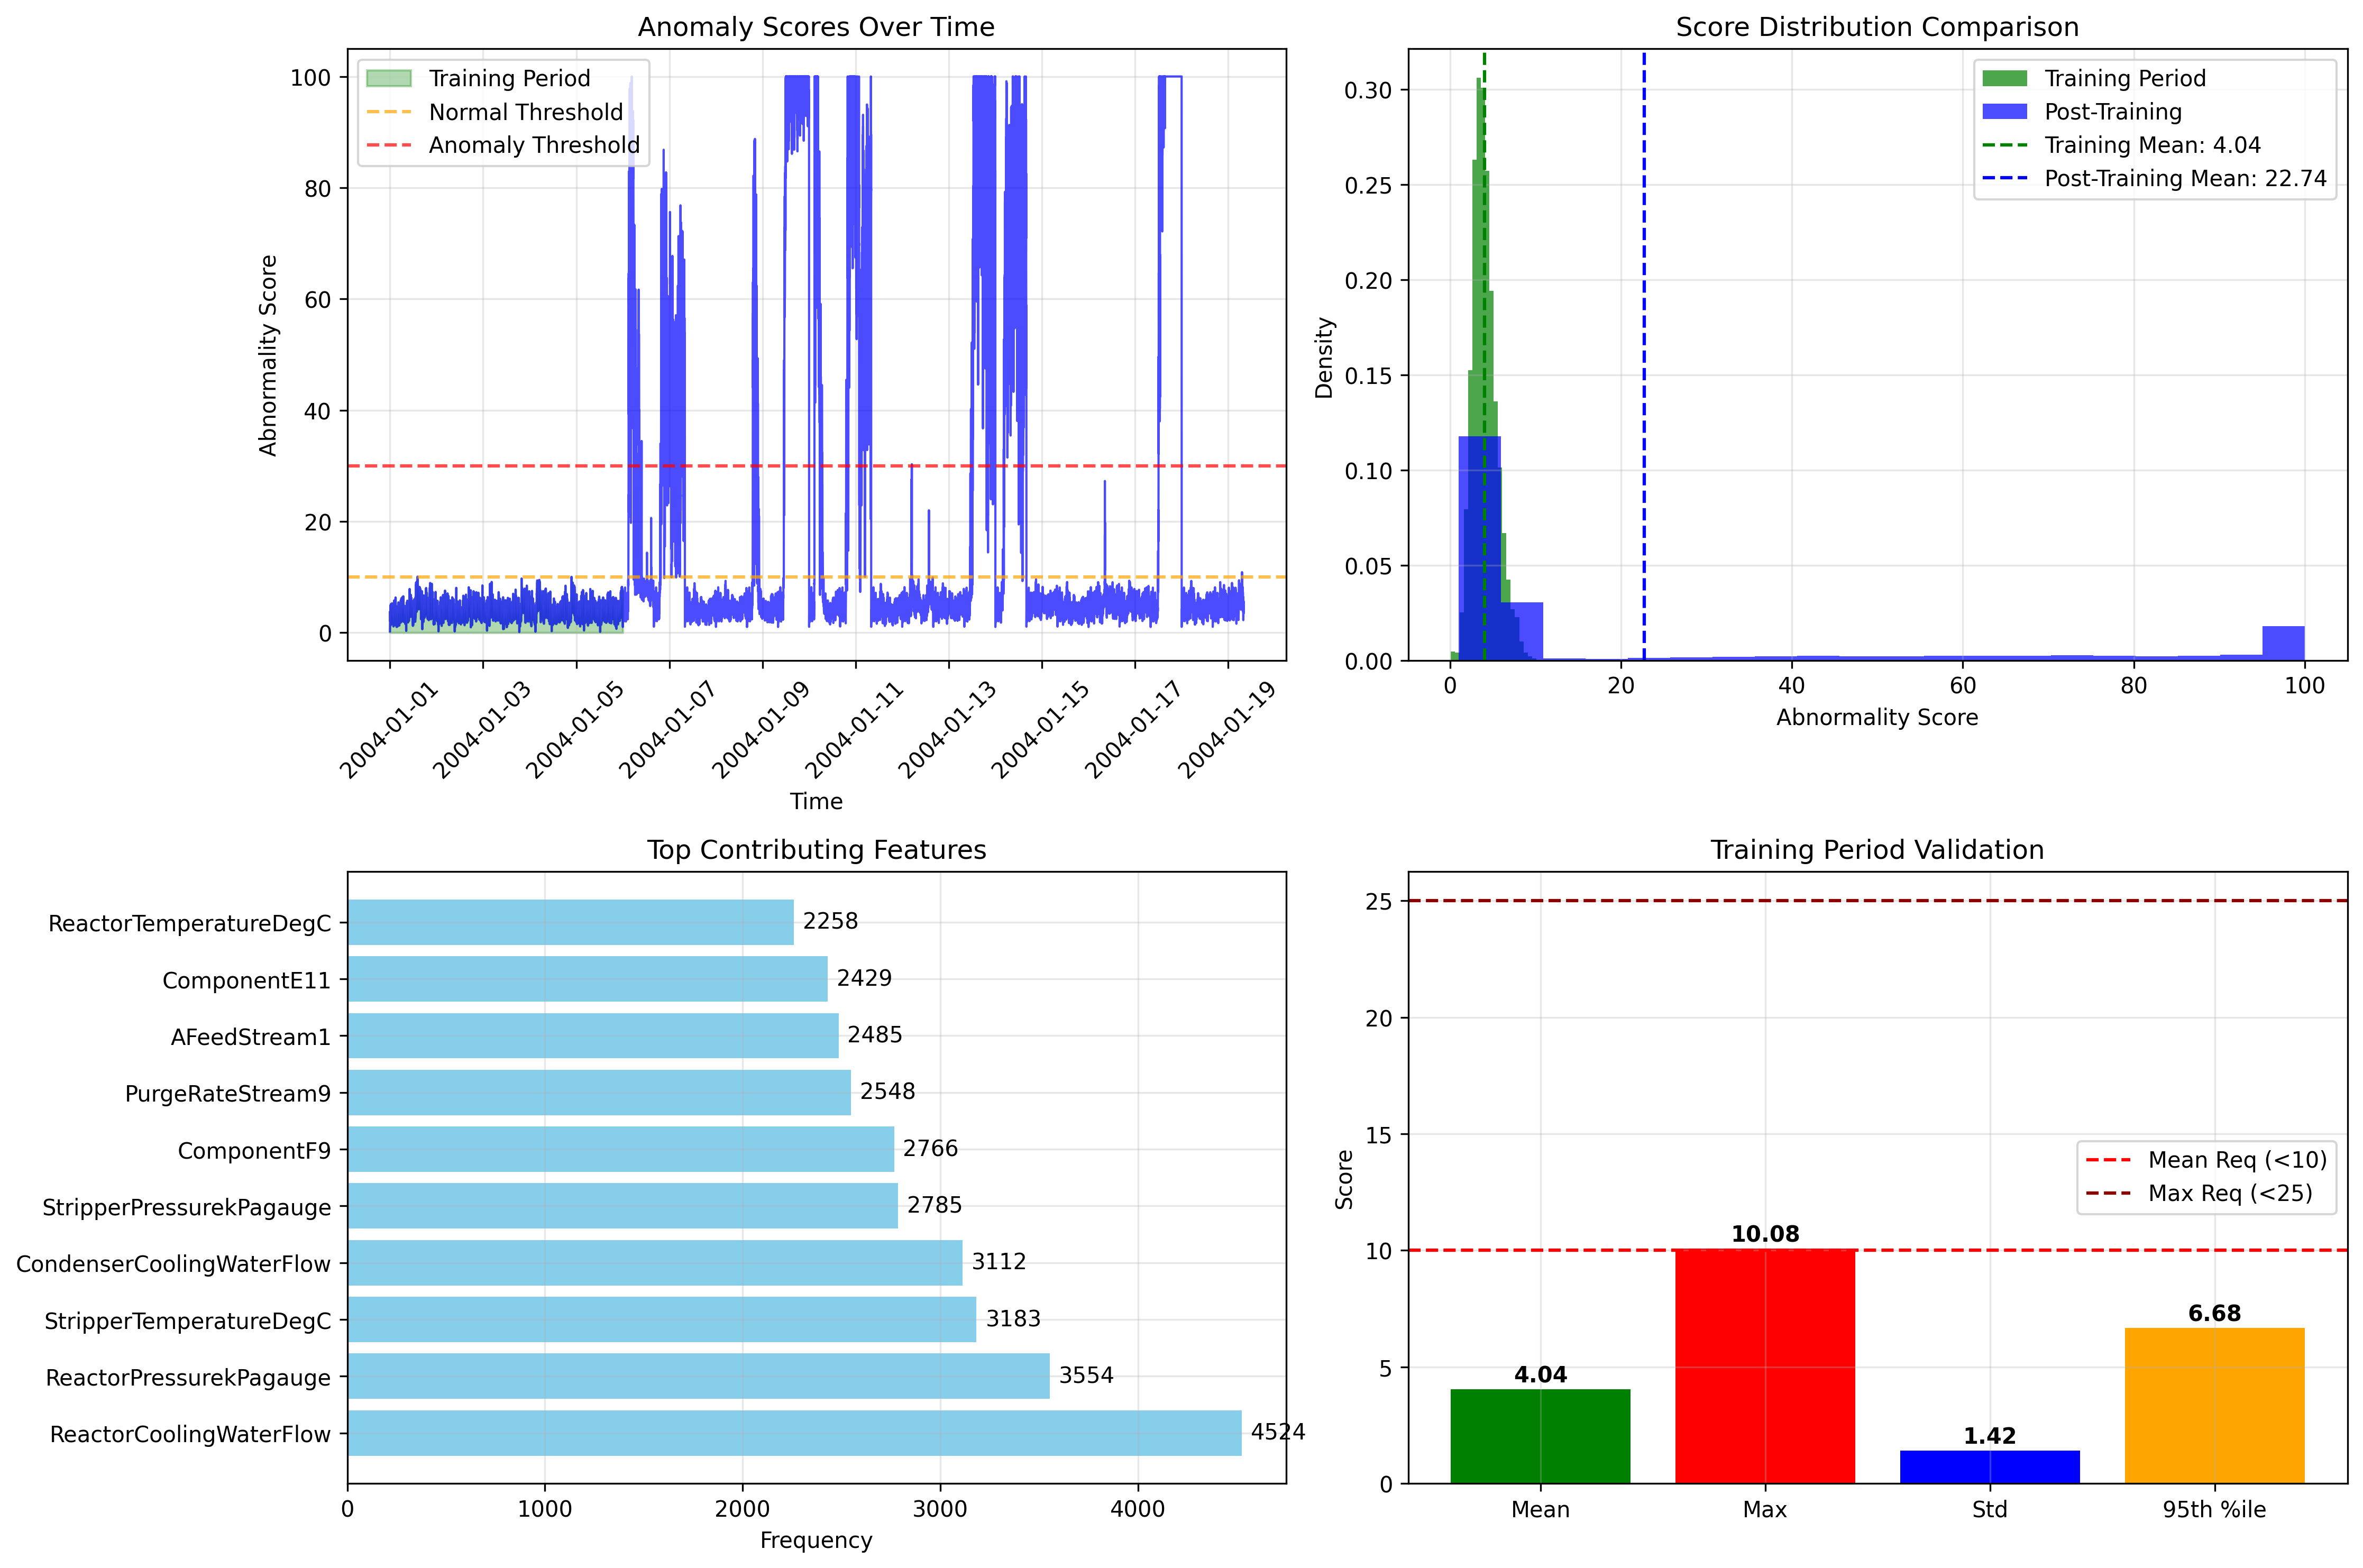 Anomaly Scores Over Time
Training Period
Normal Threshold
Anomaly Threshold
Abnormality Score
100
80
60
40
20
0
2004-01-01
2004-01-03
2004-01-05
2004-01-07
2004-01-09
2004-01-11
2004-01-13
2004-01-15
2004-01-17
2004-01-19
Time
Score Distribution Comparison
Training Period
Post-Training
Training Mean: 4.04
Post-Training Mean: 22.74
Density
0.30
0.25
0.20
0.15
0.10
0.05
0.00
0
20
40
60
80
100
Abnormality Score
Top Contributing Features
ReactorTemperatureDegC
2258
ComponentE11
2429
AFeedStream1
2485
PurgeRateStream9
2548
ComponentF9
2766
StripperPressurekPagauge
2785
CondenserCoolingWaterFlow
3112
StripperTemperatureDegC
3183
ReactorPressurekPagauge
3554
ReactorCoolingWaterFlow
4524
0
1000
2000
3000
4000
Frequency
Training Period Validation
25
20
15
10
5
0
Score
Mean Req (<10)
Max Req (<25)
4.04
10.08
1.42
6.68
Mean
Max
Std
95th %ile